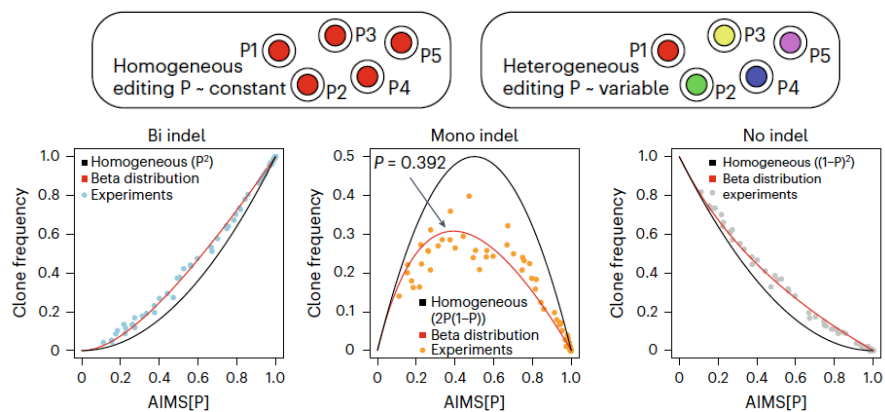 P1
P3
P5
Homogeneous
editing P ~ constant
P2
P4
P1
P3
P5
Heterogeneous
editing P ~ variable
P2
P4
Bi indel
Clone frequency
1.0
0.8
0.6
0.4
0.2
0
Homogeneous (P²)
Beta distribution
Experiments
0
0.2
0.4
0.6
0.8
1.0
AIMS[P]
Mono indel
Clone frequency
0.5
0.4
0.3
0.2
0.1
0
P = 0.392
Homogeneous
(2P(1–P))
Beta distribution
Experiments
0
0.2
0.4
0.6
0.8
1.0
AIMS[P]
No indel
Clone frequency
1.0
0.8
0.6
0.4
0.2
0
Homogeneous ((1–P)²)
Beta distribution
experiments
0
0.2
0.4
0.6
0.8
1.0
AIMS[P]